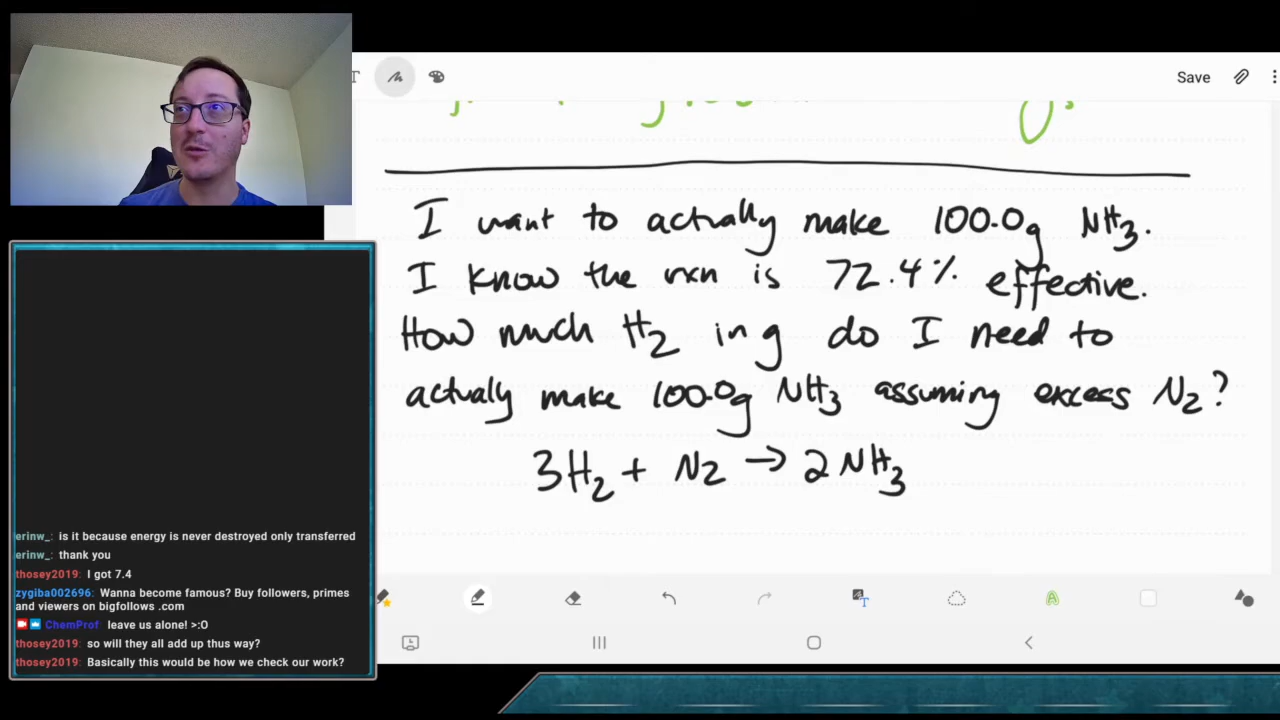 Save
I want to actually make 100.0g NH3.
I know the rxn is 72.4% effective.
How much H2 in g do I need to
actualy make 100.0g NH3 assuming excess N2?
3H2 + N2 → 2NH3
erinw_: is it because energy is never destroyed only transferred
erinw_: thank you
thosey2019: I got 7.4
zygiba002696: Wanna become famous? Buy followers, primes
and viewers on bigfollows .com
ChemProf: leave us alone! >:O
thosey2019: so will they all add up thus way?
thosey2019: Basically this would be how we check our work?